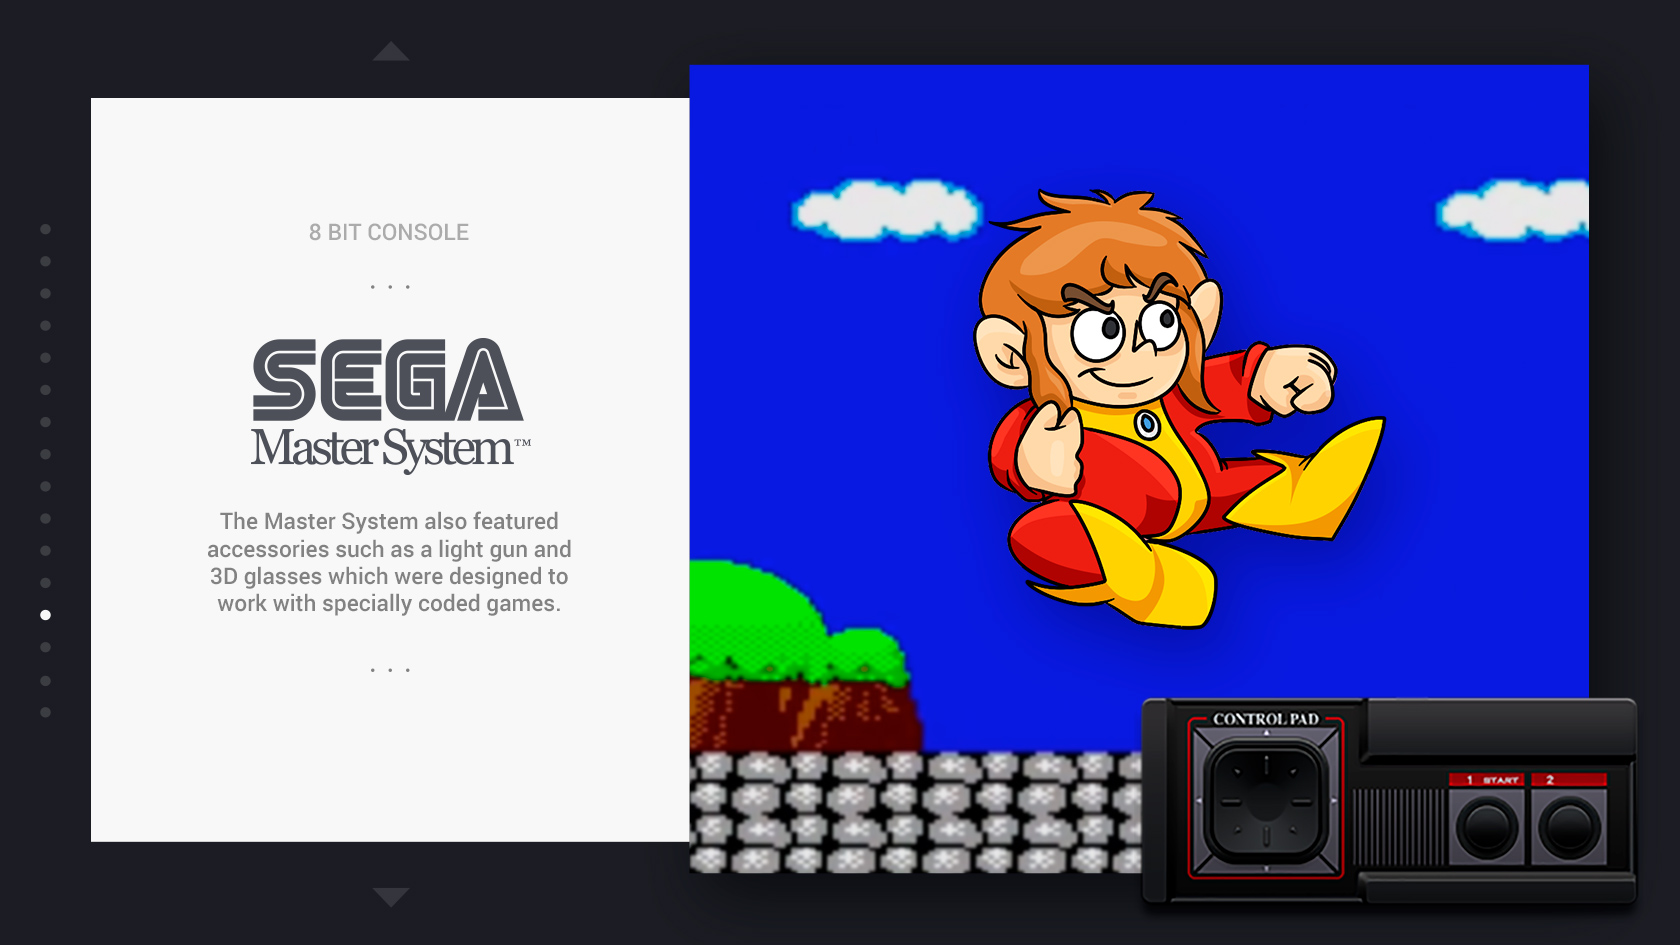 8 BIT CONSOLE
. . .
SEGA
Master System™
The Master System also featured
accessories such as a light gun and
3D glasses which were designed to
work with specially coded games.
. . .
CONTROL PAD
1 START 2